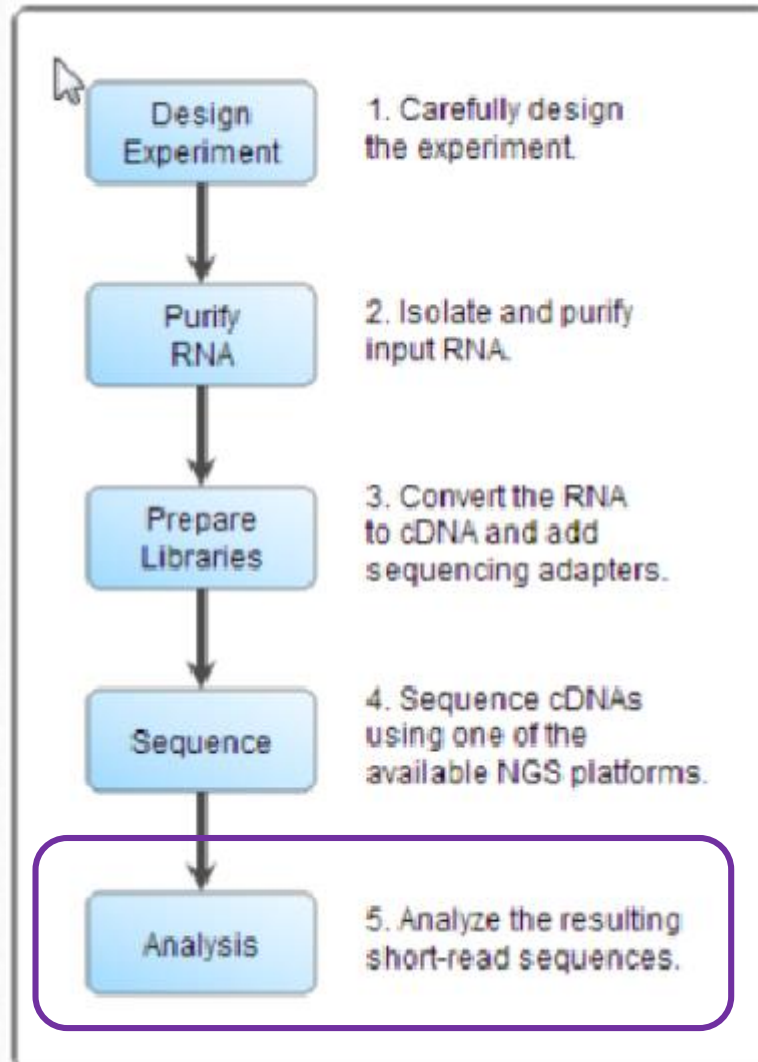 Design
Experiment
1. Carefully design
the experiment.
Purify
RNA
2. Isolate and purify
input RNA.
Prepare
Libraries
3. Convert the RNA
to cDNA and add
sequencing adapters.
Sequence
4. Sequence cDNAs
using one of the
available NGS platforms.
Analysis
5. Analyze the resulting
short-read sequences.